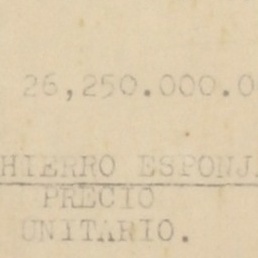 26,250.000.0
HIERRO ESPONJ
PRECIO
UNITARIO.